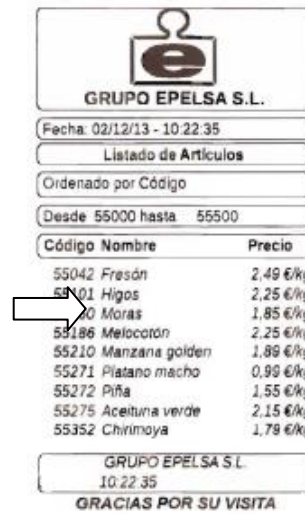 e
GRUPO EPELSA S.L.
Fecha: 02/12/13 - 10:22:35
Listado de Artículos
Ordenado por Código
Desde 55000 hasta 55500
Código Nombre Precio
55042 Fresón 2,49 €/kg
Higos 2,25 €/kg
Moras 1,85 €/kg
55186 Melocotón 2,25 €/kg
55210 Manzana golden 1,89 €/kg
55271 Platano macho 0,99 €/kg
55272 Piña 1,55 €/kg
55275 Aceituna verde 2,15 €/kg
55352 Chirimoya 1,79 €/kg
GRUPO EPELSA S.L.
10:22:35
GRACIAS POR SU VISITA